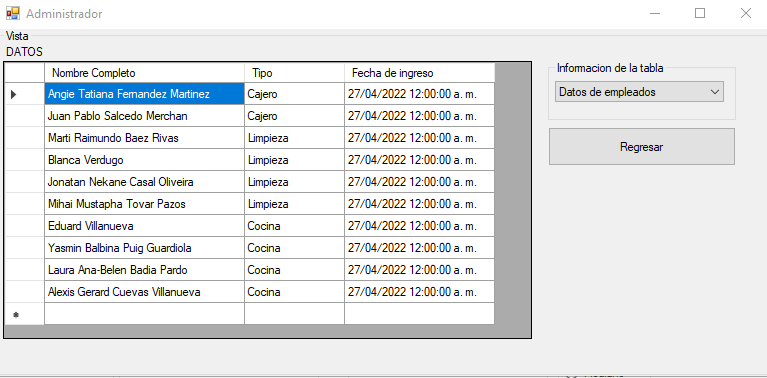 Administrador
Vista
DATOS
Nombre Completo Tipo Fecha de ingreso
Angie Tatiana Fernandez Martinez Cajero 27/04/2022 12:00:00 a. m.
Juan Pablo Salcedo Merchan Cajero 27/04/2022 12:00:00 a. m.
Marti Raimundo Baez Rivas Limpieza 27/04/2022 12:00:00 a. m.
Blanca Verdugo Limpieza 27/04/2022 12:00:00 a. m.
Jonatan Nekane Casal Oliveira Limpieza 27/04/2022 12:00:00 a. m.
Mihai Mustapha Tovar Pazos Limpieza 27/04/2022 12:00:00 a. m.
Eduard Villanueva Cocina 27/04/2022 12:00:00 a. m.
Yasmin Balbina Puig Guardiola Cocina 27/04/2022 12:00:00 a. m.
Laura Ana-Belen Badia Pardo Cocina 27/04/2022 12:00:00 a. m.
Alexis Gerard Cuevas Villanueva Cocina 27/04/2022 12:00:00 a. m.
Informacion de la tabla
Datos de empleados
Regresar